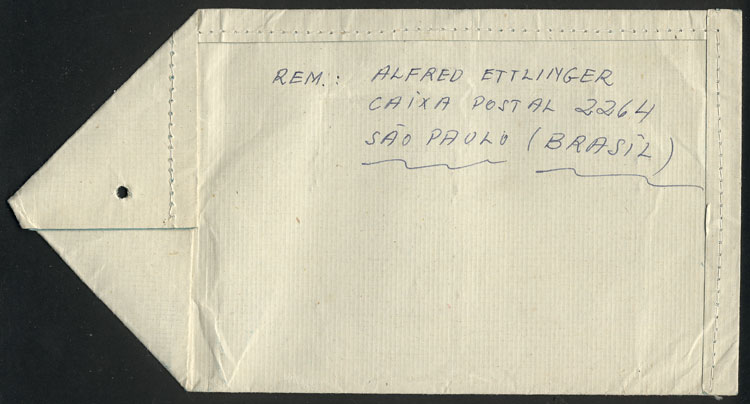 REM.: ALFRED ETTLINGER
CAIXA POSTAL 2264
SÃO PAULO (BRASIL)